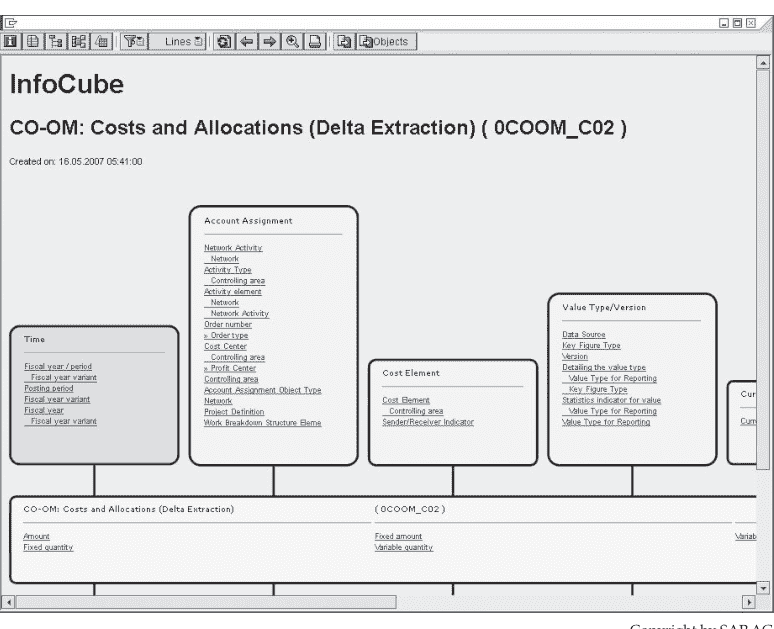 Lines
Objects
InfoCube
CO-OM: Costs and Allocations (Delta Extraction) ( 0COOM_C02 )
Created on: 16.05.2007 05:41:00
Account Assignment
Network Activity
Network
Activity Type
Controlling area
Activity element
Network
Network Activity
Order number
» Order type
Cost Center
Controlling area
» Profit Center
Controlling area
Account Assignment Object Type
Network
Project Definition
Work Breakdown Structure Eleme
Value Type/Version
Data Source
Key Figure Type
Version
Detailing the value type
Value Type for Reporting
Key Figure Type
Statistics indicator for value
Value Type for Reporting
Value Type for Reporting
Time
Fiscal year / period
Fiscal year variant
Posting period
Fiscal year variant
Fiscal year
Fiscal year variant
Cost Element
Cost Element
Controlling area
Sender/Receiver indicator
Cur
Curre
CO-OM: Costs and Allocations (Delta Extraction)
( 0COOM_C02 )
Amount
Fixed quantity
Fixed amount
Variable quantity
Variab
Copyright by SAP AG